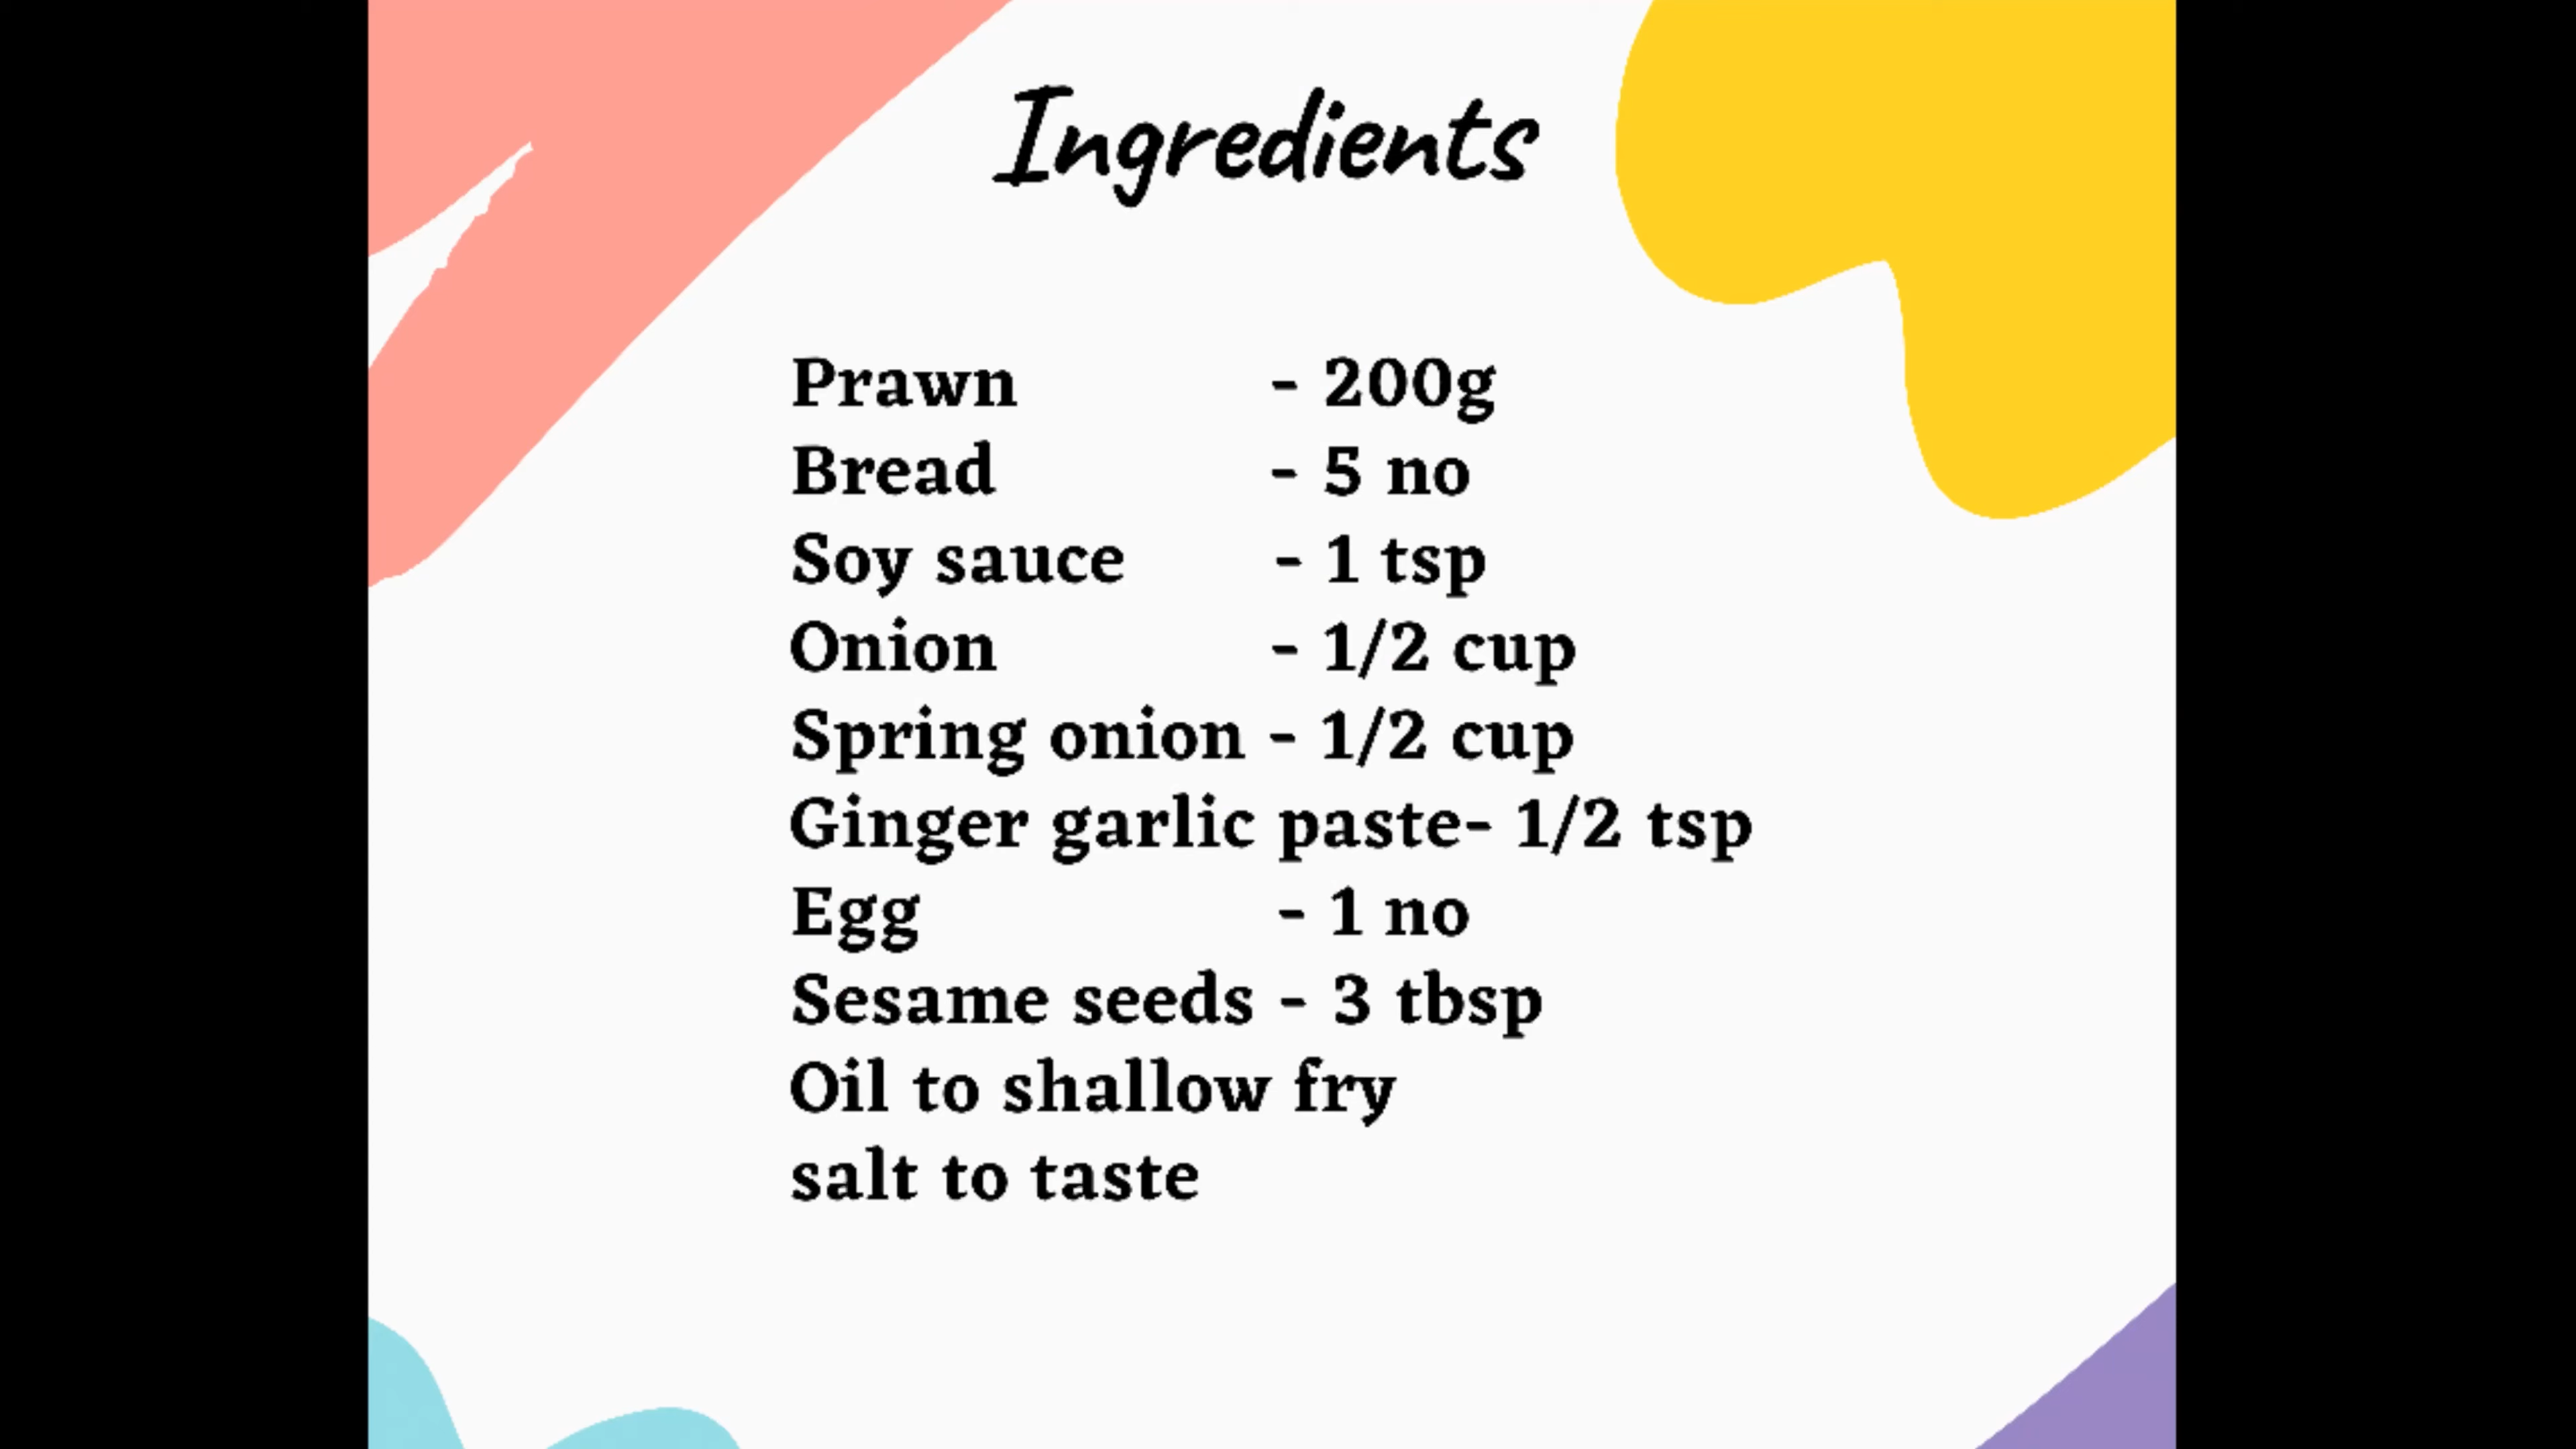 Ingredients
Prawn - 200g
Bread - 5 no
Soy sauce - 1 tsp
Onion - 1/2 cup
Spring onion - 1/2 cup
Ginger garlic paste- 1/2 tsp
Egg - 1 no
Sesame seeds - 3 tbsp
Oil to shallow fry
salt to taste